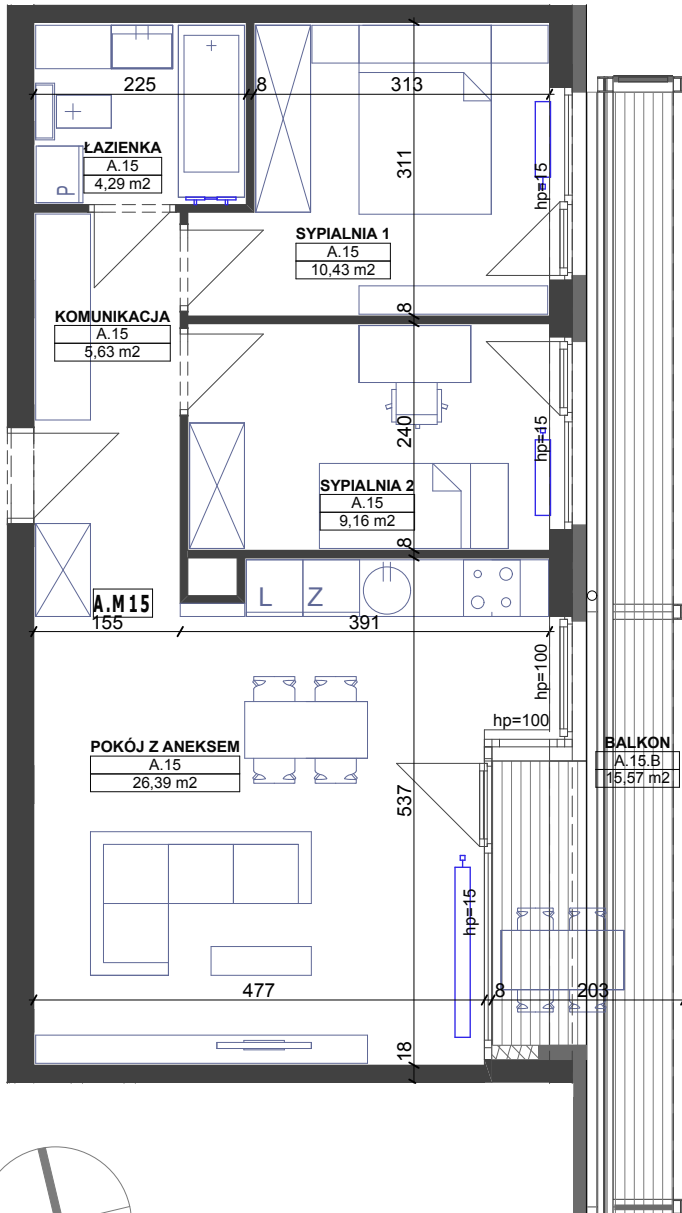 225
8
313
ŁAZIENKA
A.15
4,29 m2
P
311
hp=15
SYPIALNIA 1
A.15
10,43 m2
KOMUNIKACJA
A.15
5,63 m2
8
240
hp=15
SYPIALNIA 2
A.15
9,16 m2
8
L
Z
A.M15
155
391
hp=100
hp=100
POKÓJ Z ANEKSEM
A.15
26,39 m2
BALKON
A.15.B
15,57 m2
537
hp=15
477
8
203
18